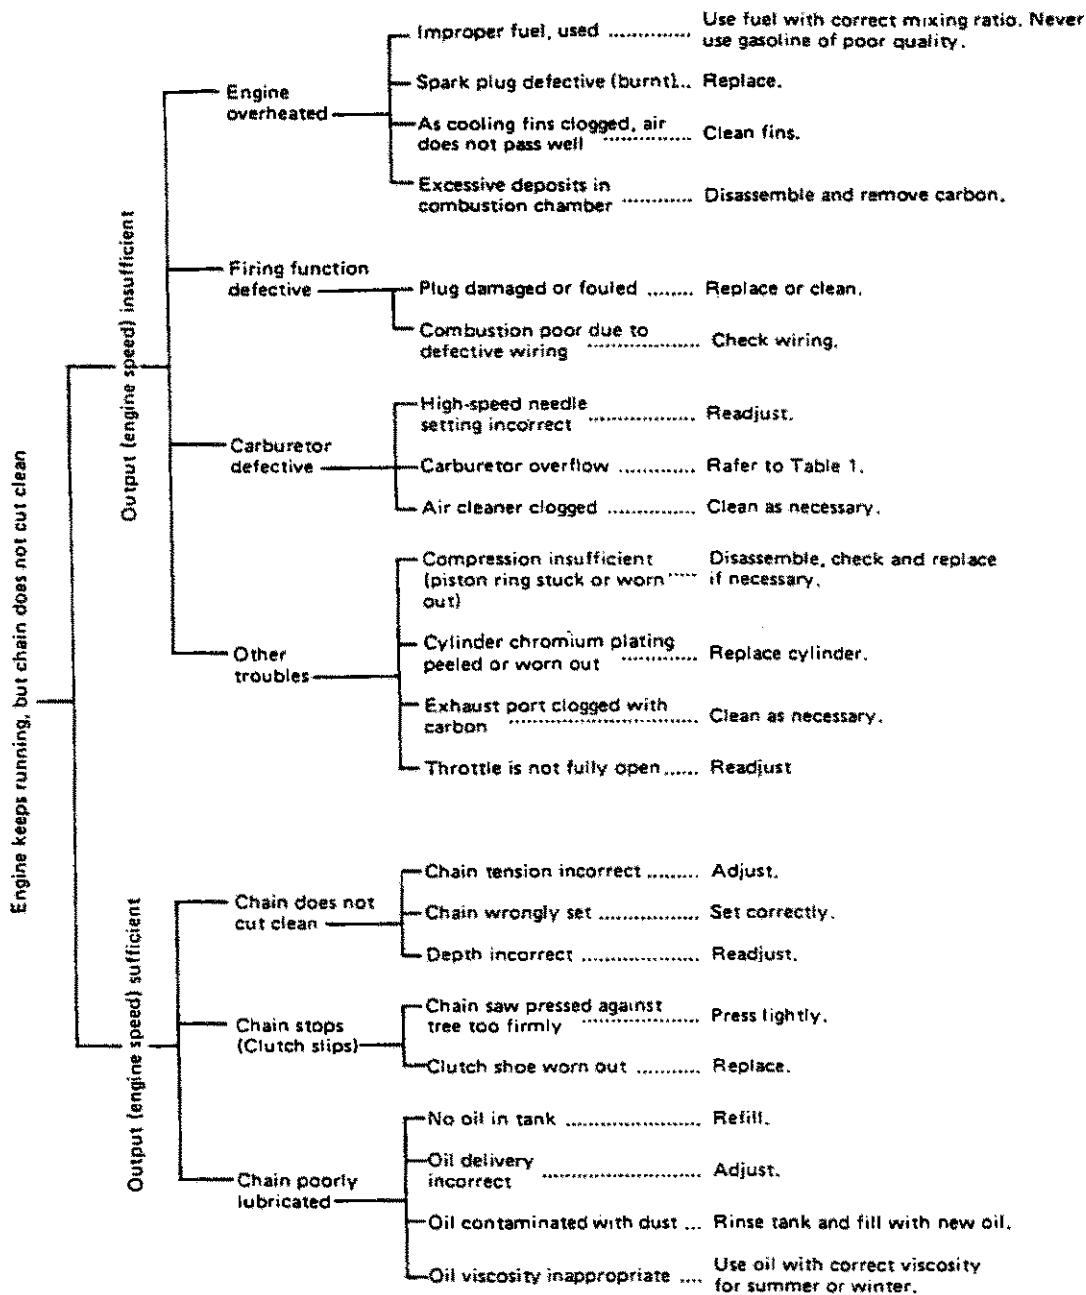 Engine keeps running, but chain does not cut clean
Output (engine speed) insufficient
Engine
overheated
Improper fuel, used ............. Use fuel with correct mixing ratio. Never
use gasoline of poor quality.
Spark plug defective (burnt)... Replace.
As cooling fins clogged, air
does not pass well ............. Clean fins.
Excessive deposits in
combustion chamber ............ Disassemble and remove carbon.
Firing function
defective
Plug damaged or fouled ........ Replace or clean.
Combustion poor due to
defective wiring .................. Check wiring.
Carburetor
defective
High-speed needle
setting incorrect .................. Readjust.
Carburetor overflow ............. Rafer to Table 1.
Air cleaner clogged ............... Clean as necessary.
Other
troubles
Compression insufficient
(piston ring stuck or worn
out) ..... Disassemble, check and replace
if necessary.
Cylinder chromium plating
peeled or worn out ............. Replace cylinder.
Exhaust port clogged with
carbon ............................... Clean as necessary.
Throttle is not fully open ...... Readjust
Output (engine speed) sufficient
Chain does not
cut clean
Chain tension incorrect ......... Adjust.
Chain wrongly set ................ Set correctly.
Depth incorrect ................... Readjust.
Chain stops
(Clutch slips)
Chain saw pressed against
tree too firmly .................... Press lightly.
Clutch shoe worn out ........... Replace.
Chain poorly
lubricated
No oil in tank ...................... Refill.
Oil delivery
incorrect ............................ Adjust.
Oil contaminated with dust ... Rinse tank and fill with new oil.
Oil viscosity inappropriate .... Use oil with correct viscosity
for summer or winter.